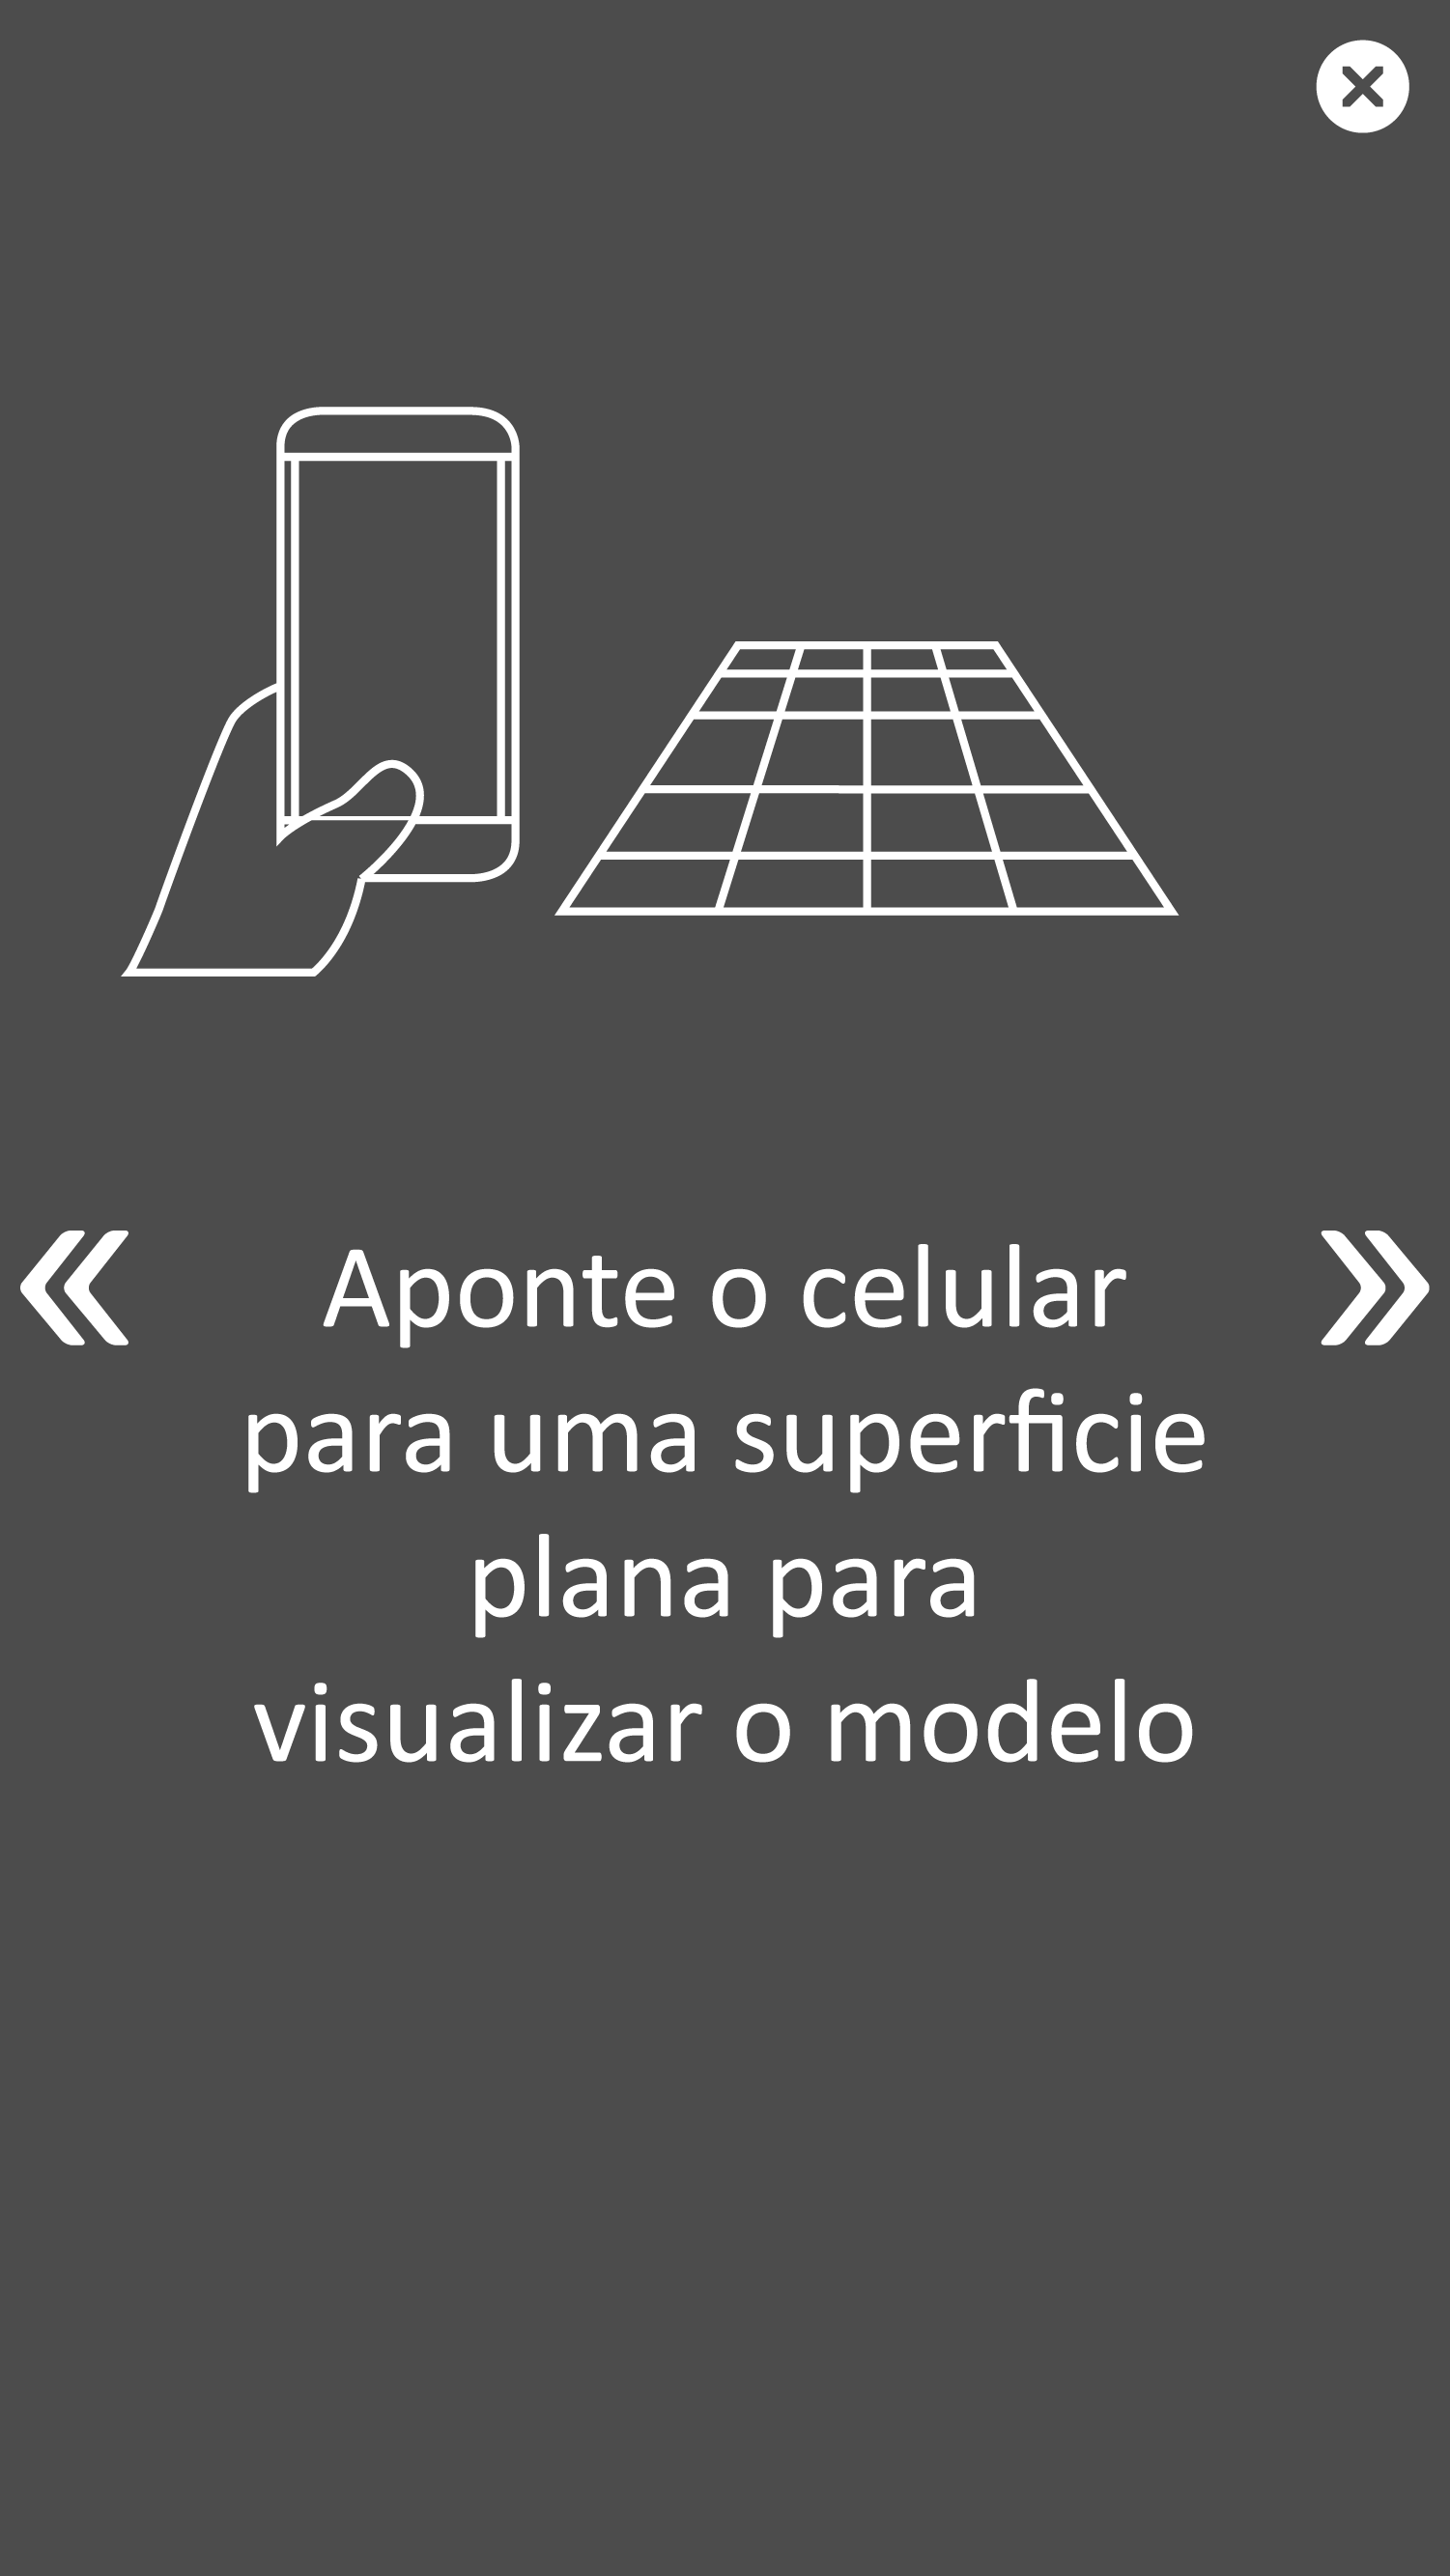 Aponte o celular
para uma superficie
plana para
visualizar o modelo